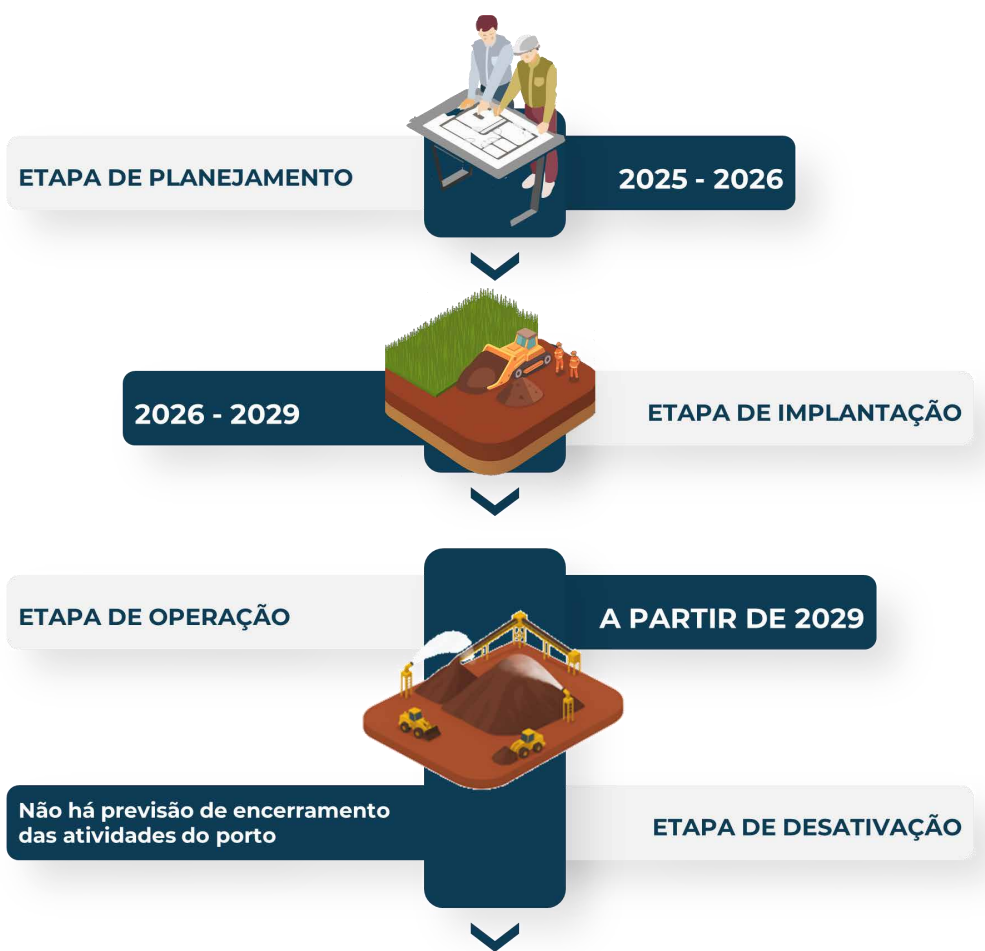 ETAPA DE PLANEJAMENTO
2025 - 2026
2026 - 2029
ETAPA DE IMPLANTAÇÃO
ETAPA DE OPERAÇÃO
A PARTIR DE 2029
Não há previsão de encerramento
das atividades do porto
ETAPA DE DESATIVAÇÃO